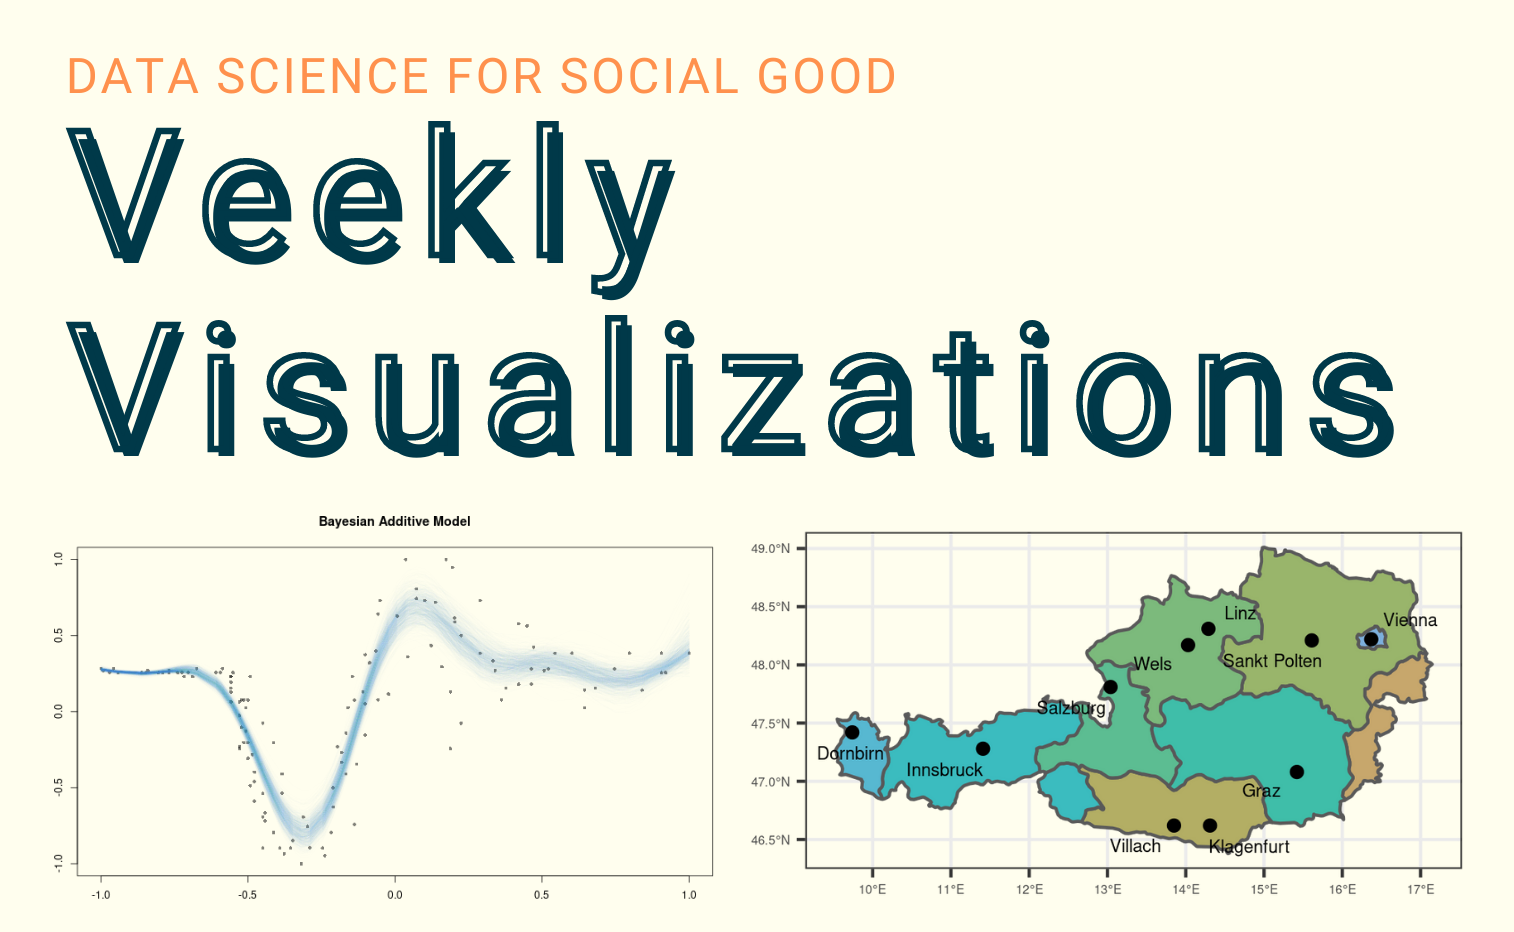 DATA SCIENCE FOR SOCIAL GOOD
Veekly
Visualizations
Bayesian Additive Model
1.0
0.5
0.0
-0.5
-1.0
-1.0 -0.5 0.0 0.5 1.0
49.0°N
48.5°N
48.0°N
47.5°N
47.0°N
46.5°N
Linz
Vienna
Wels
Sankt Polten
Salzburg
Dornbirn
Innsbruck
Graz
Villach
Klagenfurt
10°E 11°E 12°E 13°E 14°E 15°E 16°E 17°E